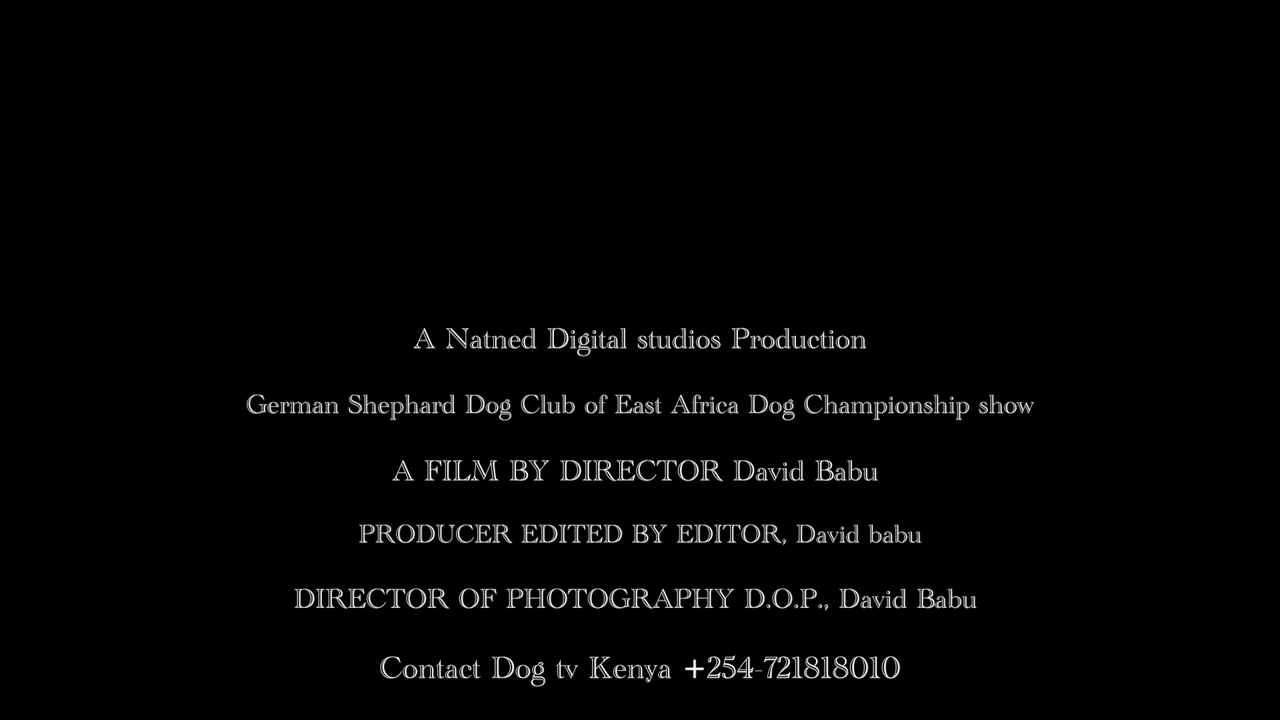 A Natned Digital studios Production
German Shephard Dog Club of East Africa Dog Championship show
A FILM BY DIRECTOR David Babu
PRODUCER EDITED BY EDITOR, David babu
DIRECTOR OF PHOTOGRAPHY D.O.P., David Babu
Contact Dog tv Kenya +254-721818010